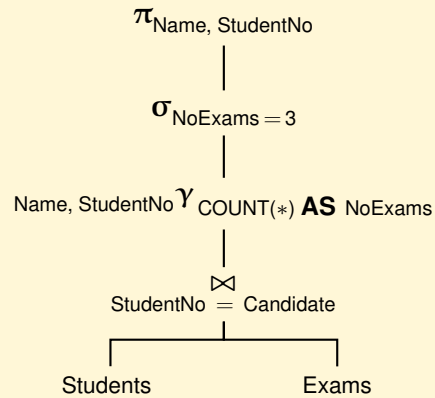 π Name, StudentNo
σ NoExams = 3
Name, StudentNo γ COUNT(∗) AS NoExams
⋈
StudentNo = Candidate
Students Exams